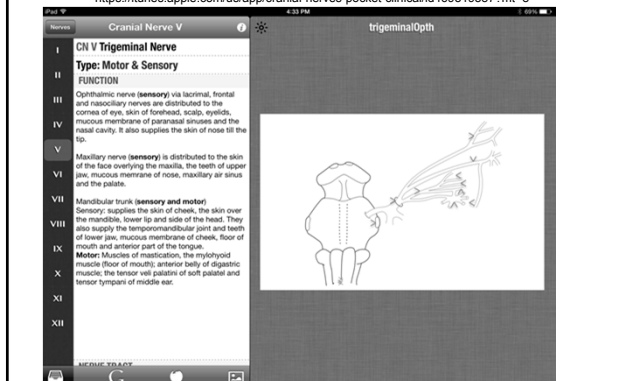 iPad
4:33 PM
69%
Nerves
Cranial Nerve V
trigeminalOpth
I
II
III
IV
V
VI
VII
VIII
IX
X
XI
XII
CN V Trigeminal Nerve
Type: Motor & Sensory
FUNCTION
Ophthalmic nerve (sensory) via lacrimal, frontal
and nasociliary nerves are distributed to the
cornea of eye, skin of forehead, scalp, eyelids,
mucous membrane of paranasal sinuses and the
nasal cavity. It also supplies the skin of nose till the
tip.
Maxillary nerve (sensory) is distributed to the skin
of the face overlying the maxilla, the teeth of upper
jaw, mucous memrane of nose, maxillary air sinus
and the palate.
Mandibular trunk (sensory and motor)
Sensory: supplies the skin of cheek, the skin over
the mandible, lower lip and side of the head. They
also supply the temporomandibular joint and teeth
of lower jaw, mucous membrane of cheek, floor of
mouth and anterior part of the tongue.
Motor: Muscles of mastication, the mylohyoid
muscle (floor of mouth); anterior belly of digastric
muscle; the tensor veli palatini of soft palatel and
tensor tympani of middle ear.
NERVE TRACT